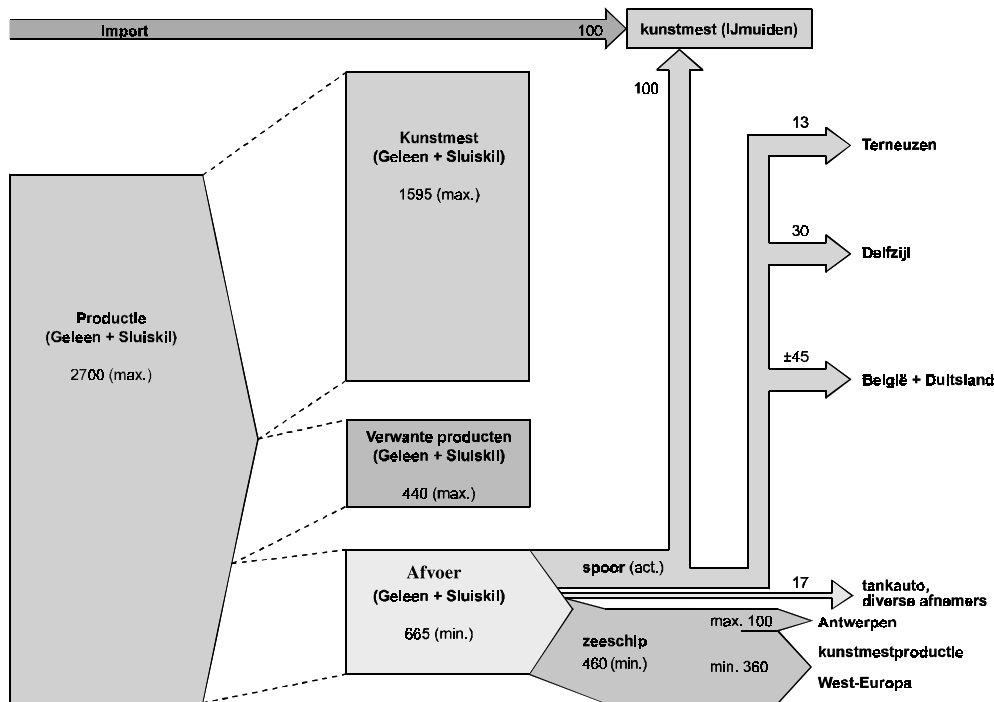 Import
100
kunstmest (IJmuiden)
100
Kunstmest
(Geleen + Sluiskil)
1595 (max.)
13
Terneuzen
30
Delfzijl
Productie
(Geleen + Sluiskil)
2700 (max.)
±45
België + Duitsland
Verwante producten
(Geleen + Sluiskil)
440 (max.)
Afvoer
(Geleen + Sluiskil)
665 (min.)
spoor (act.)
17
tankauto,
diverse afnemers
max. 100
Antwerpen
zeeschip
460 (min.)
min. 360
kunstmestproductie
West-Europa